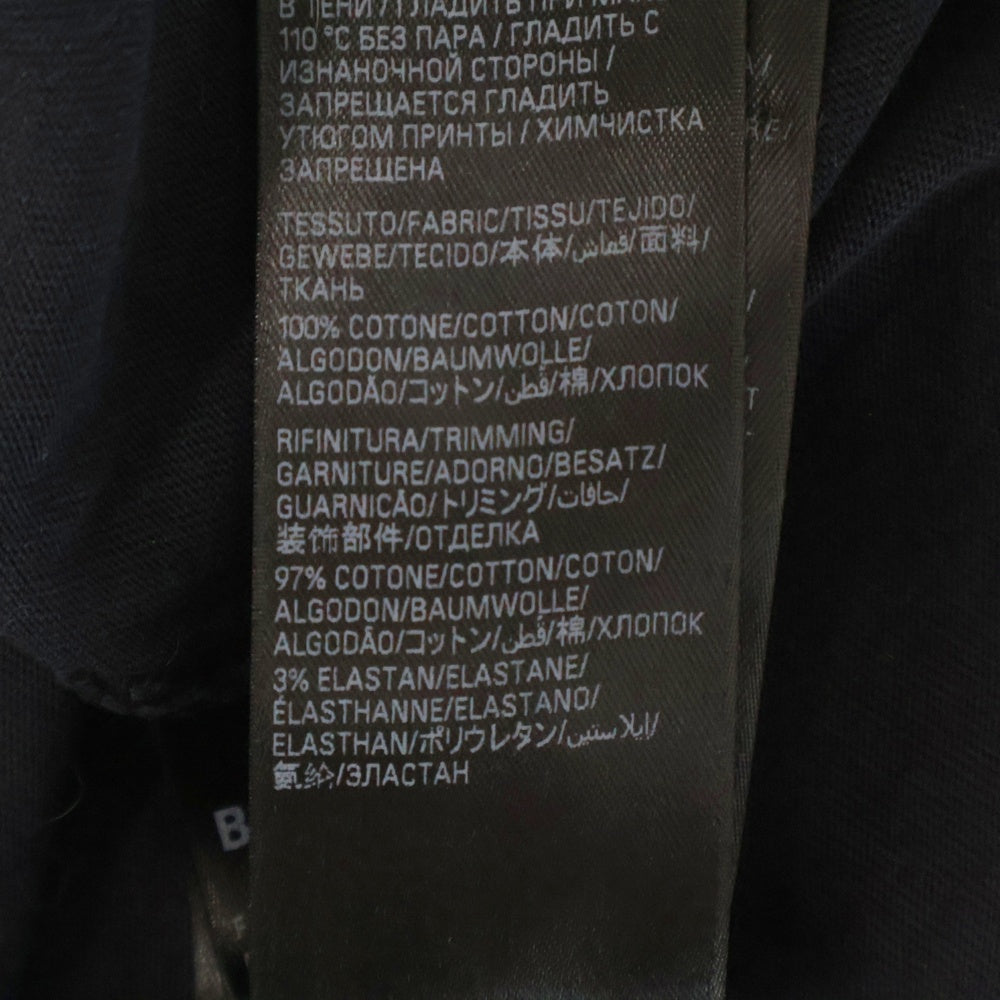 В ТЕНИ / ГЛАДИТЬ ПРИ
110 °C БЕЗ ПАРА / ГЛАДИТЬ С
ИЗНАНОЧНОЙ СТОРОНЫ /
ЗАПРЕЩАЕТСЯ ГЛАДИТЬ
УТЮГОМ ПРИНТЫ / ХИМЧИСТКА
ЗАПРЕЩЕНА
TESSUTO/FABRIC/TISSU/TEJIDO/
GEWEBE/TECIDO/本体/قماش/面料/
ТКАНЬ
100% COTONE/COTTON/COTON/
ALGODON/BAUMWOLLE/
ALGODÃO/コットン/قطن/棉/ХЛОПОК
RIFINITURA/TRIMMING/
GARNITURE/ADORNO/BESATZ/
GUARNICÃO/トリミング/حافات/
装饰部件/ОТДЕЛКА
97% COTONE/COTTON/COTON/
ALGODON/BAUMWOLLE/
ALGODÃO/コットン/قطن/棉/ХЛОПОК
3% ELASTAN/ELASTANE/
ÉLASTHANNE/ELASTANO/
ELASTHAN/ポリウレタン/إيلاستين/
氨纶/ЭЛАСТАН
B